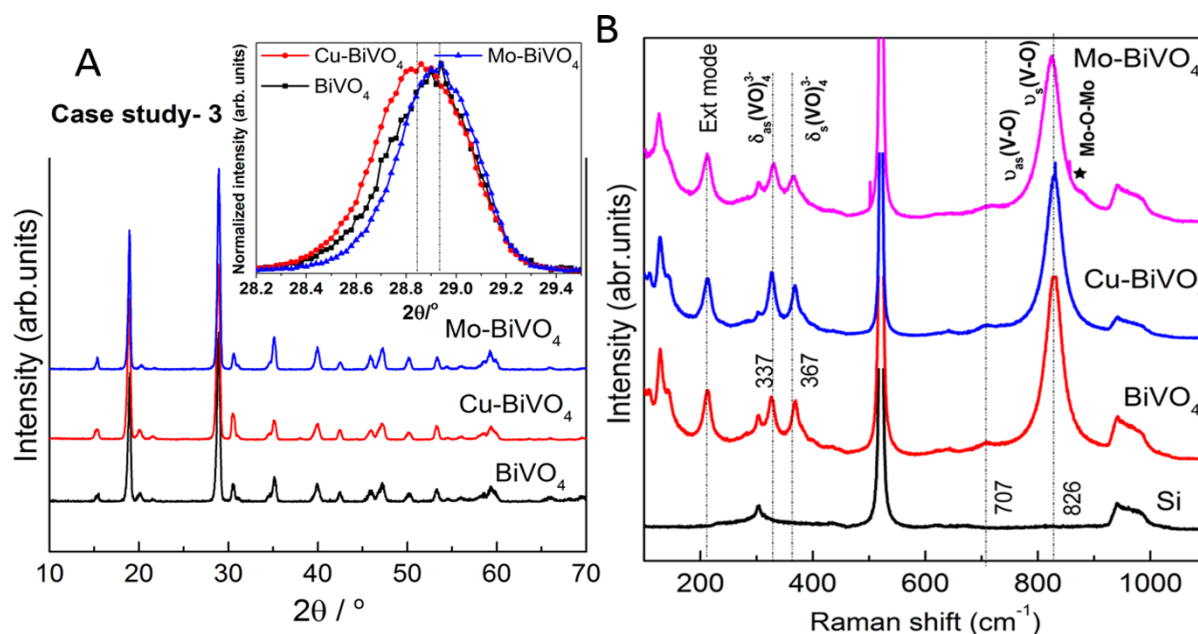 A
Case study- 3
Intensity (arb.units)
Normalized intensity (arb. units)
Cu-BiVO4
Mo-BiVO4
BiVO4
28.2 28.4 28.6 28.8 29.0 29.2 29.4
2θ/°
Mo-BiVO4
Cu-BiVO4
BiVO4
10 20 30 40 50 60 70
2θ / °
B
Intensity (abr.units)
Mo-BiVO4
Ext mode
δas(VO)4 3-
δs(VO)4 3-
υas(V-O)
υs(V-O)
Mo-O-Mo
★
Cu-BiVO
337
367
BiVO4
707
826
Si
200 400 600 800 1000
Raman shift (cm-1)